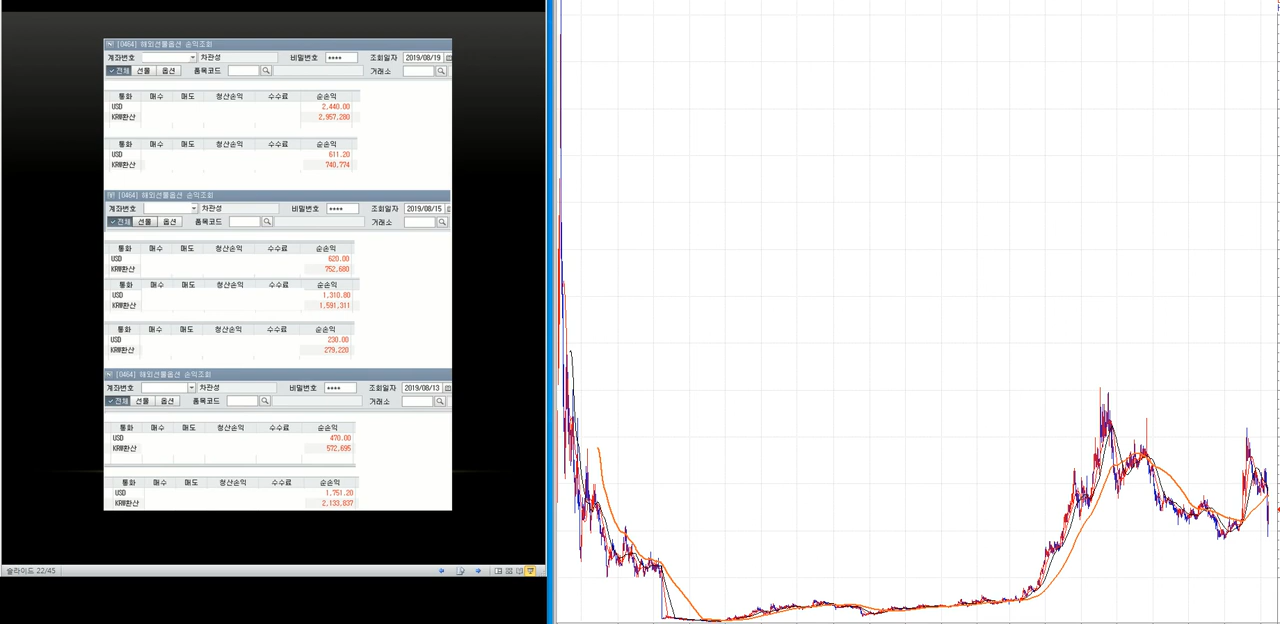 [0464] 해외선물옵션 손익조회
계좌번호 차관성 비밀번호 **** 조회일자 2019/08/19
✓전체 선물 옵션 품목코드 거래소
통화 매수 매도 청산손익 수수료 순손익
USD 2,440.00
KRW환산 2,957,280
통화 매수 매도 청산손익 수수료 순손익
USD 611.20
KRW환산 740,774
[0464] 해외선물옵션 손익조회
계좌번호 차관성 비밀번호 **** 조회일자 2019/08/15
✓전체 선물 옵션 품목코드 거래소
통화 매수 매도 청산손익 수수료 순손익
USD 620.00
KRW환산 752,680
통화 매수 매도 청산손익 수수료 순손익
USD 1,310.80
KRW환산 1,591,311
통화 매수 매도 청산손익 수수료 순손익
USD 230.00
KRW환산 279,220
[0464] 해외선물옵션 손익조회
계좌번호 차관성 비밀번호 **** 조회일자 2019/08/13
✓전체 선물 옵션 품목코드 거래소
통화 매수 매도 청산손익 수수료 순손익
USD 470.00
KRW환산 572,695
통화 매수 매도 청산손익 수수료 순손익
USD 1,751.20
KRW환산 2,133,837
슬라이드 22/45